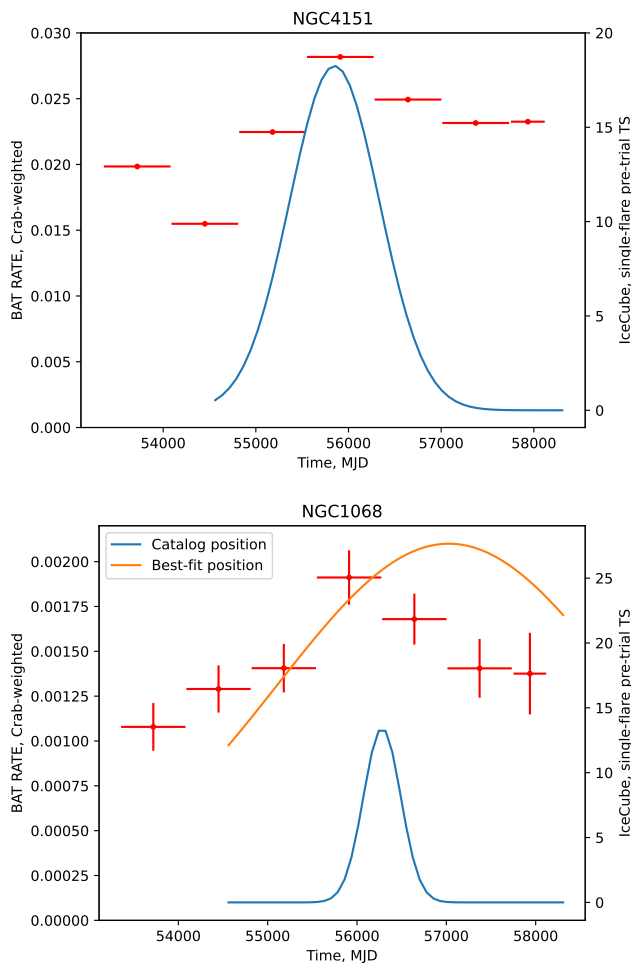 NGC4151
0.030
0.025
0.020
0.015
0.010
0.005
0.000
BAT RATE, Crab-weighted
20
15
10
5
0
IceCube, single-flare pre-trial TS
54000 55000 56000 57000 58000
Time, MJD
NGC1068
Catalog position
Best-fit position
0.00200
0.00175
0.00150
0.00125
0.00100
0.00075
0.00050
0.00025
0.00000
BAT RATE, Crab-weighted
25
20
15
10
5
0
IceCube, single-flare pre-trial TS
54000 55000 56000 57000 58000
Time, MJD